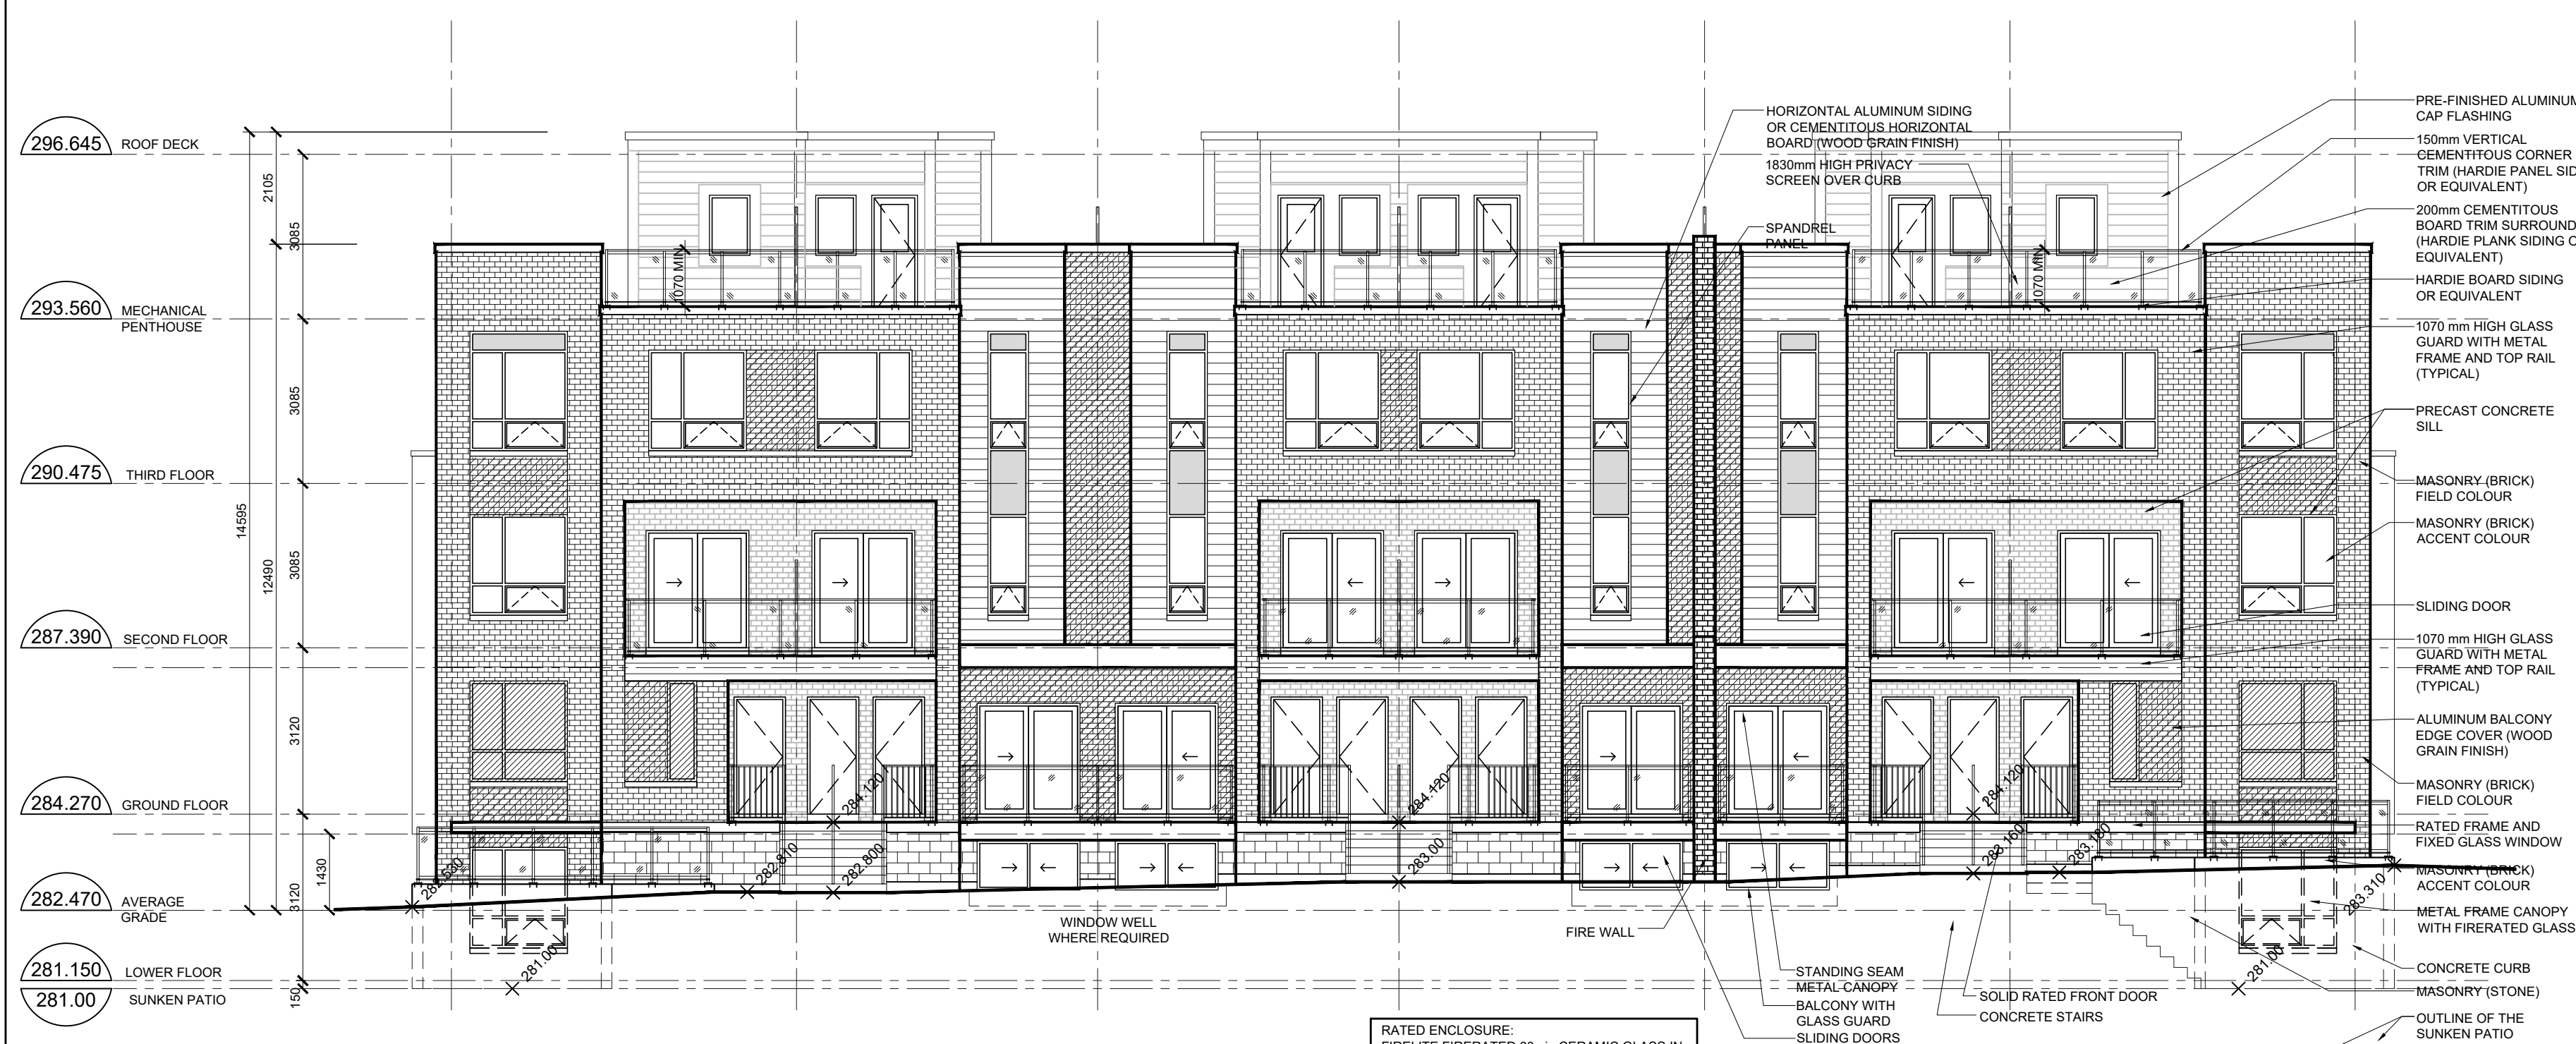 296.645 ROOF DECK
293.560 MECHANICAL
PENTHOUSE
290.475 THIRD FLOOR
287.390 SECOND FLOOR
284.270 GROUND FLOOR
282.470 AVERAGE
GRADE
281.150 LOWER FLOOR
281.00 SUNKEN PATIO
14595
2105
12490
3085
3085
3085
3120
1430
3120
150
1070 MIN
1070 MIN
282.530
281.00
282.810
282.800
284.120
284.120
283.00
284.120
283.160
283.180
283.310
281.00
WINDOW WELL
WHERE REQUIRED
HORIZONTAL ALUMINUM SIDING
OR CEMENTITOUS HORIZONTAL
BOARD (WOOD GRAIN FINISH)
1830mm HIGH PRIVACY
SCREEN OVER CURB
SPANDREL
PANEL
FIRE WALL
STANDING SEAM
METAL CANOPY
BALCONY WITH
GLASS GUARD
SLIDING DOORS
SOLID RATED FRONT DOOR
CONCRETE STAIRS
RATED ENCLOSURE:
PRE-FINISHED ALUMINUM
CAP FLASHING
150mm VERTICAL
CEMENTITOUS CORNER
TRIM (HARDIE PANEL SID
OR EQUIVALENT)
200mm CEMENTITOUS
BOARD TRIM SURROUND
(HARDIE PLANK SIDING O
EQUIVALENT)
HARDIE BOARD SIDING
OR EQUIVALENT
1070 mm HIGH GLASS
GUARD WITH METAL
FRAME AND TOP RAIL
(TYPICAL)
PRECAST CONCRETE
SILL
MASONRY (BRICK)
FIELD COLOUR
MASONRY (BRICK)
ACCENT COLOUR
SLIDING DOOR
1070 mm HIGH GLASS
GUARD WITH METAL
FRAME AND TOP RAIL
(TYPICAL)
ALUMINUM BALCONY
EDGE COVER (WOOD
GRAIN FINISH)
MASONRY (BRICK)
FIELD COLOUR
RATED FRAME AND
FIXED GLASS WINDOW
MASONRY (BRICK)
ACCENT COLOUR
METAL FRAME CANOPY
WITH FIRERATED GLASS
CONCRETE CURB
MASONRY (STONE)
OUTLINE OF THE
SUNKEN PATIO